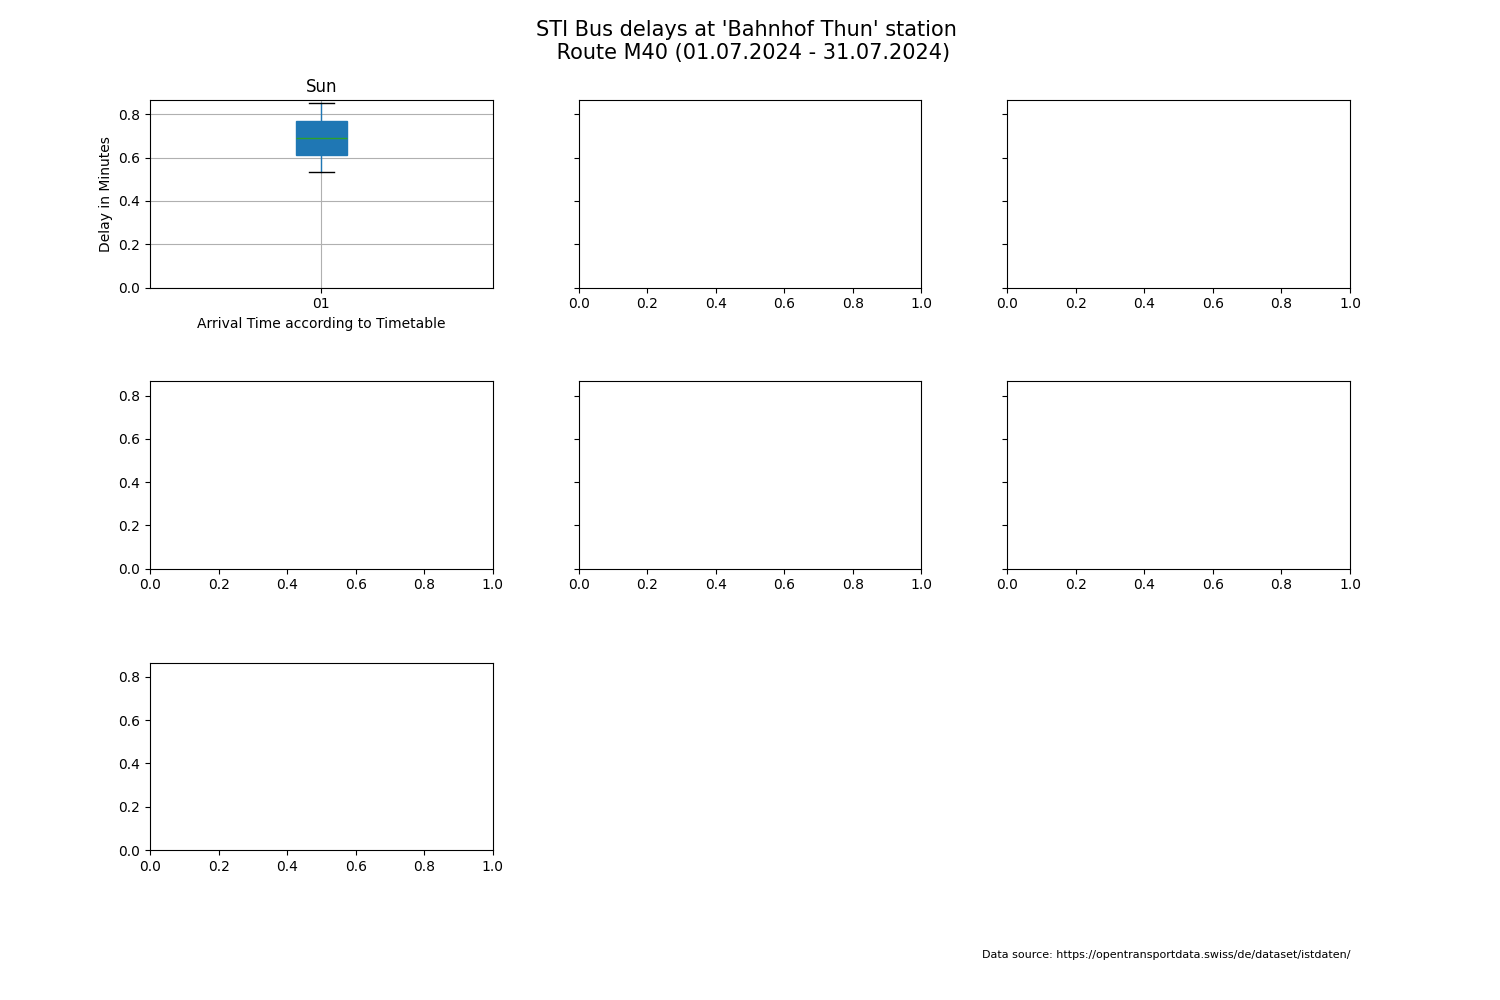 STI Bus delays at 'Bahnhof Thun' station
Route M40 (01.07.2024 - 31.07.2024)
Sun
Delay in Minutes
0.8
0.6
0.4
0.2
0.0
01
Arrival Time according to Timetable
0.0 0.2 0.4 0.6 0.8 1.0
0.0 0.2 0.4 0.6 0.8 1.0
0.8
0.6
0.4
0.2
0.0
0.0 0.2 0.4 0.6 0.8 1.0
0.0 0.2 0.4 0.6 0.8 1.0
0.0 0.2 0.4 0.6 0.8 1.0
0.8
0.6
0.4
0.2
0.0
0.0 0.2 0.4 0.6 0.8 1.0
Data source: https://opentransportdata.swiss/de/dataset/istdaten/